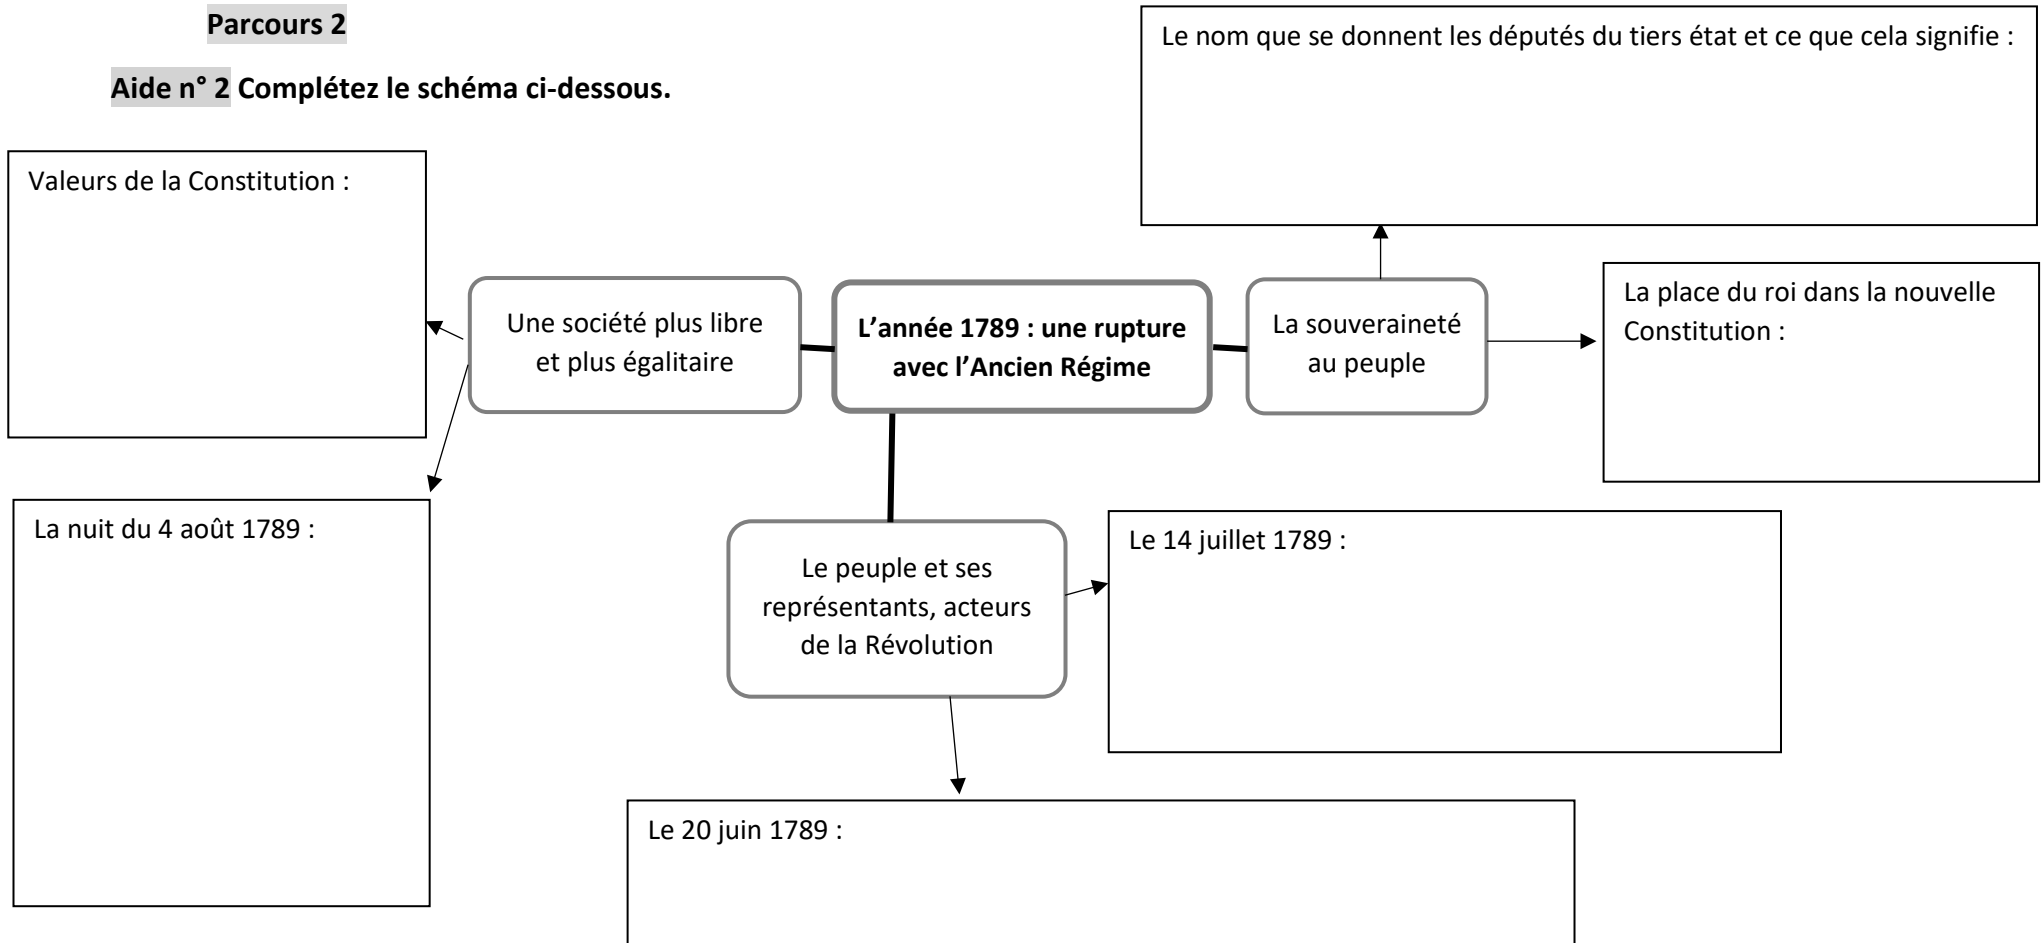 Parcours 2
Aide n° 2 Complétez le schéma ci-dessous.
Le nom que se donnent les députés du tiers état et ce que cela signifie :
Valeurs de la Constitution :
Une société plus libre
et plus égalitaire
L’année 1789 : une rupture
avec l’Ancien Régime
La souveraineté
au peuple
La place du roi dans la nouvelle
Constitution :
La nuit du 4 août 1789 :
Le peuple et ses
représentants, acteurs
de la Révolution
Le 14 juillet 1789 :
Le 20 juin 1789 :